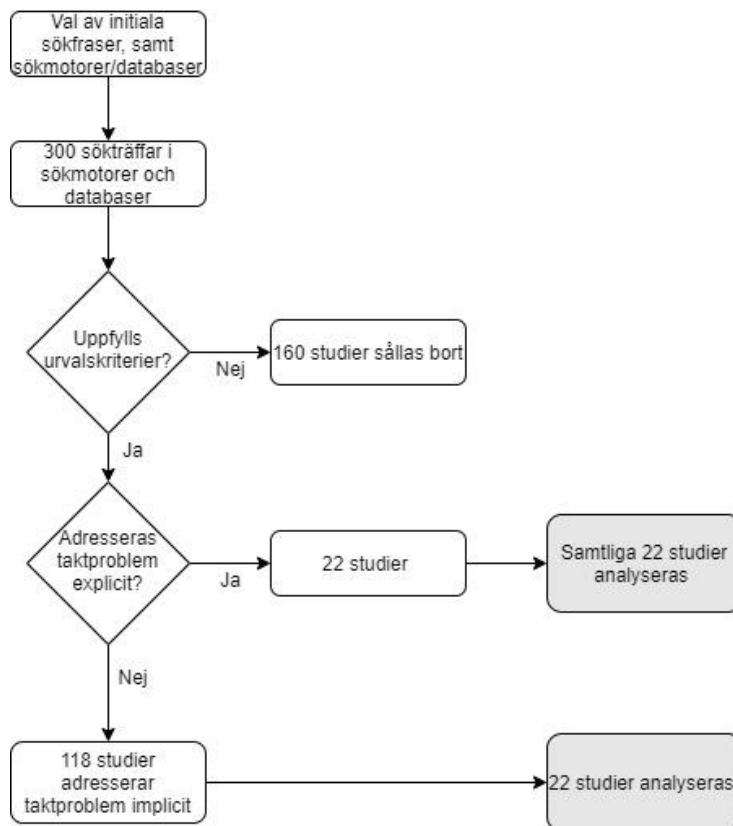 Val av initiala
sökfraser, samt
sökmotorer/databaser
300 sökträffar i
sökmotorer och
databaser
Uppfylls
urvalskriterier?
Nej
160 studier sållas bort
Ja
Adresseras
taktproblem
explicit?
Ja
22 studier
Samtliga 22 studier
analyseras
Nej
118 studier
adresserar
taktproblem implicit
22 studier analyseras